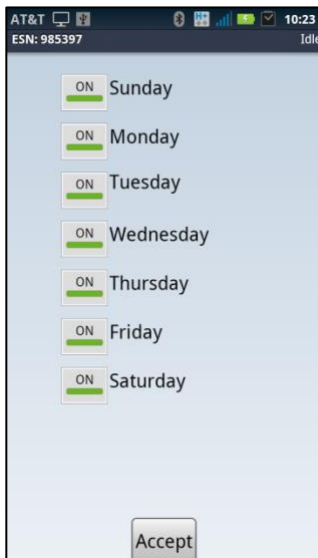 AT&T 10:23
ESN: 985397 Idle
ON Sunday
ON Monday
ON Tuesday
ON Wednesday
ON Thursday
ON Friday
ON Saturday
Accept